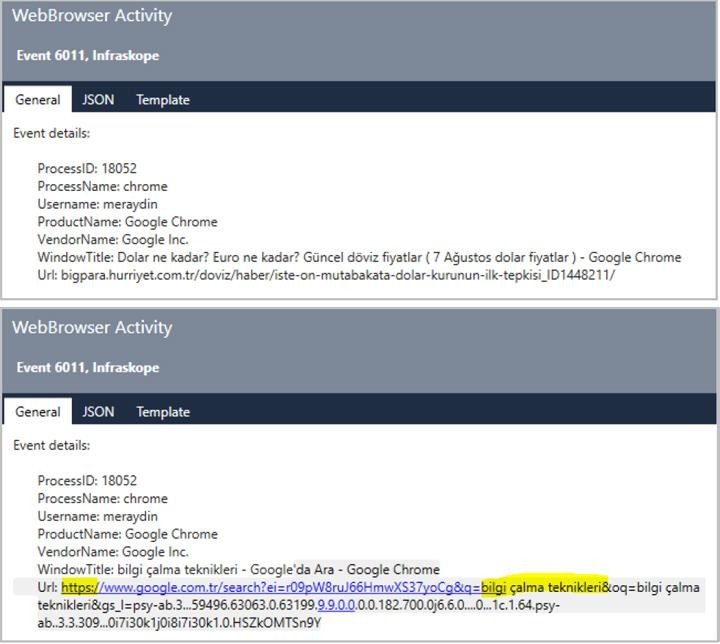 WebBrowser Activity
Event 6011, Infraskope
General JSON Template
Event details:
ProcessID: 18052
ProcessName: chrome
Username: meraydin
ProductName: Google Chrome
VendorName: Google Inc.
WindowTitle: Dolar ne kadar? Euro ne kadar? Güncel döviz fiyatlar ( 7 Ağustos dolar fiyatlar ) - Google Chrome
Url: bigpara.hurriyet.com.tr/doviz/haber/iste-on-mutabakata-dolar-kurunun-ilk-tepkisi_ID1448211/
WebBrowser Activity
Event 6011, Infraskope
General JSON Template
Event details:
ProcessID: 18052
ProcessName: chrome
Username: meraydin
ProductName: Google Chrome
VendorName: Google Inc.
WindowTitle: bilgi çalma teknikleri - Google'da Ara - Google Chrome
Url: https://www.google.com.tr/search?ei=r09pW8ruJ66HmwXS37yoCg&q=bilgi çalma teknikleri&oq=bilgi çalma
teknikleri&gs_l=psy-ab.3...59496.63063.0.63199.9.9.0.0.0.0.182.700.0j6.6.0....0...1c.1.64.psy-
ab..3.3.309...0i7i30k1j0i8i7i30k1.0.HSZkOMTSn9Y